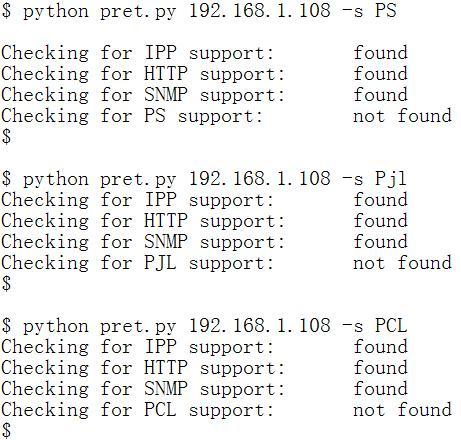 $ python pret.py 192.168.1.108 -s PS
Checking for IPP support: found
Checking for HTTP support: found
Checking for SNMP support: found
Checking for PS support: not found
$
$ python pret.py 192.168.1.108 -s Pjl
Checking for IPP support: found
Checking for HTTP support: found
Checking for SNMP support: found
Checking for PJL support: not found
$
$ python pret.py 192.168.1.108 -s PCL
Checking for IPP support: found
Checking for HTTP support: found
Checking for SNMP support: found
Checking for PCL support: not found
$